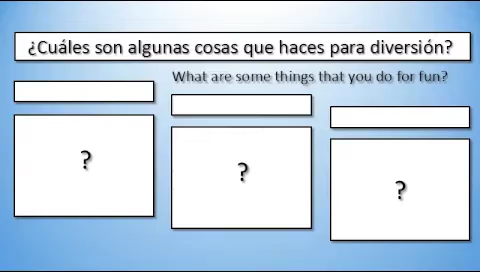 ¿Cuáles son algunas cosas que haces para diversión?
What are some things that you do for fun?
?
?
?